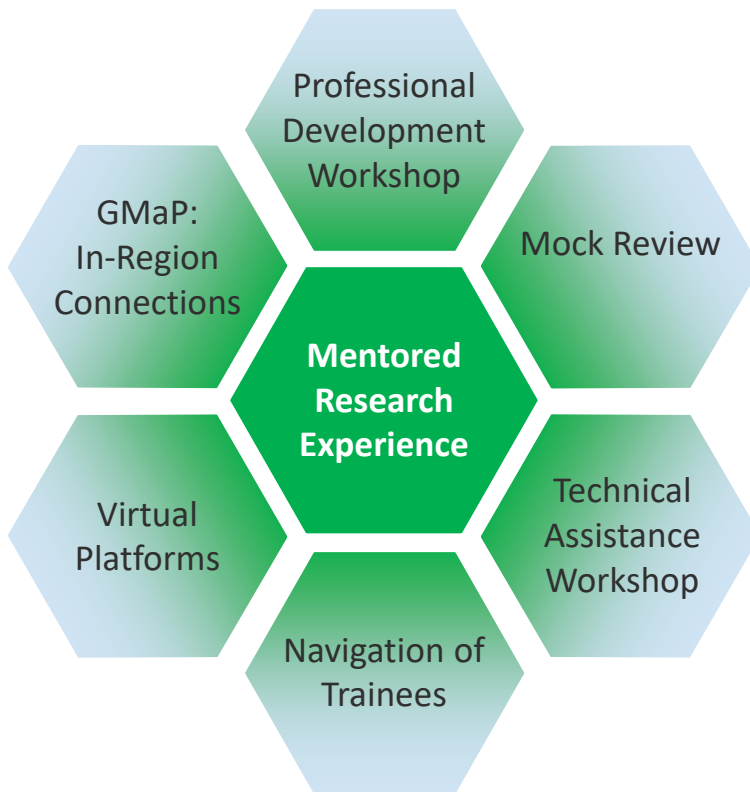 Professional
Development
Workshop
GMaP:
In-Region
Connections
Mock Review
Mentored
Research
Experience
Virtual
Platforms
Technical
Assistance
Workshop
Navigation of
Trainees